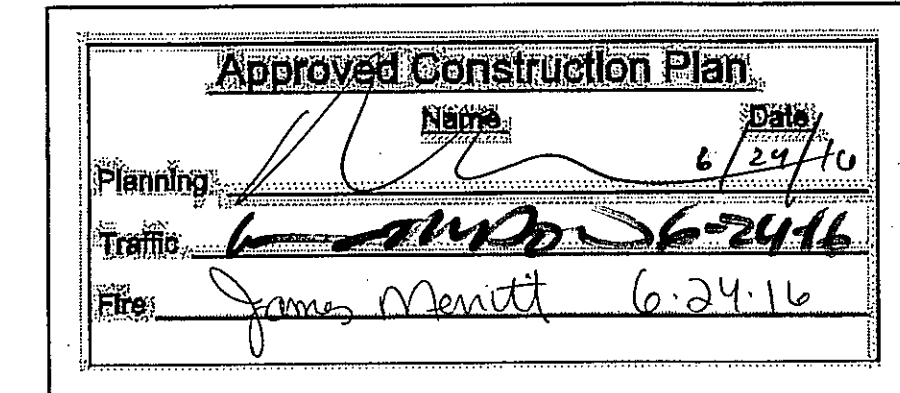 Approved Construction Plan
Name Date
Planning 6/24/16
Traffic 6-24-16
Fire James Merritt 6.24.16